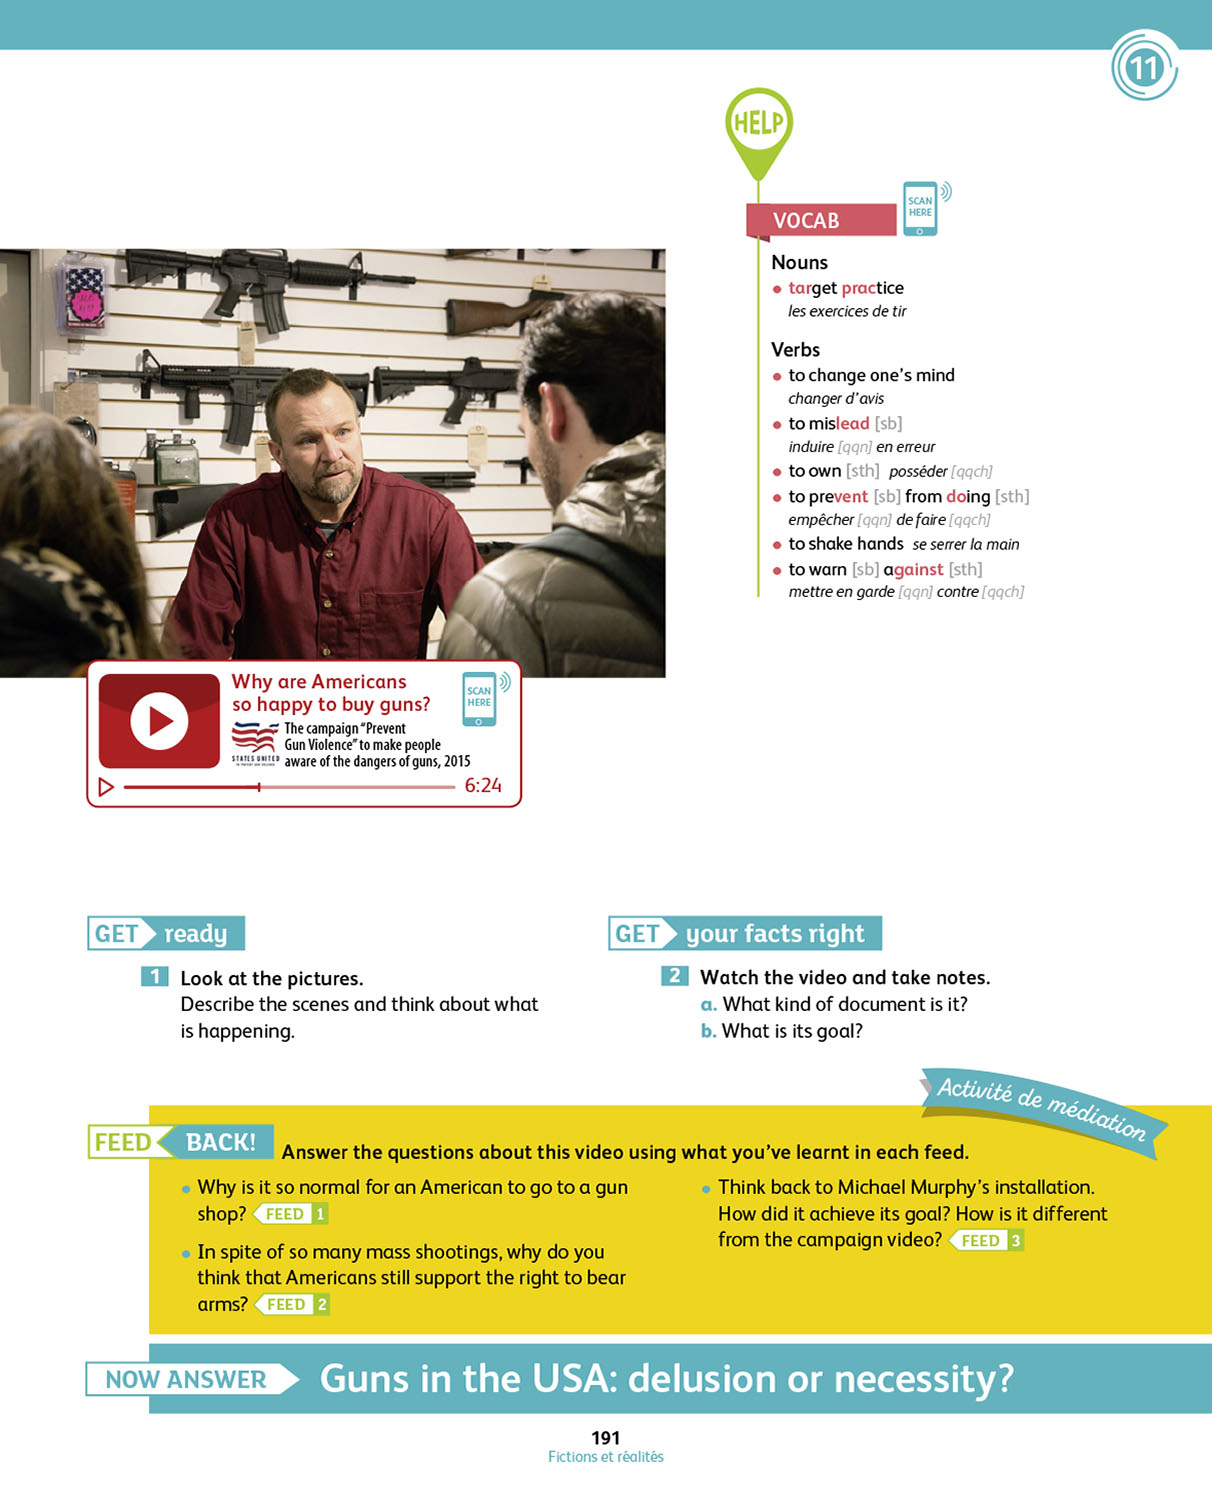 11
HELP
VOCAB
SCAN
HERE
Nouns
• target practice
les exercices de tir
Verbs
• to change one's mind
changer d'avis
• to mislead [sb]
induire [qqn] en erreur
• to own [sth] posséder [qqch]
• to prevent [sb] from doing [sth]
empêcher [qqn] de faire [qqch]
• to shake hands se serrer la main
• to warn [sb] against [sth]
mettre en garde [qqn] contre [qqch]
Why are Americans
so happy to buy guns?
SCAN
HERE
The campaign “Prevent
Gun Violence” to make people
aware of the dangers of guns, 2015
STATES UNITED
6:24
GET ready
1 Look at the pictures.
Describe the scenes and think about what
is happening.
GET your facts right
2 Watch the video and take notes.
a. What kind of document is it?
b. What is its goal?
Activité de médiation
FEED BACK! Answer the questions about this video using what you've learnt in each feed.
• Why is it so normal for an American to go to a gun
shop? FEED 1
• In spite of so many mass shootings, why do you
think that Americans still support the right to bear
arms? FEED 2
• Think back to Michael Murphy's installation.
How did it achieve its goal? How is it different
from the campaign video? FEED 3
NOW ANSWER Guns in the USA: delusion or necessity?
191
Fictions et réalités